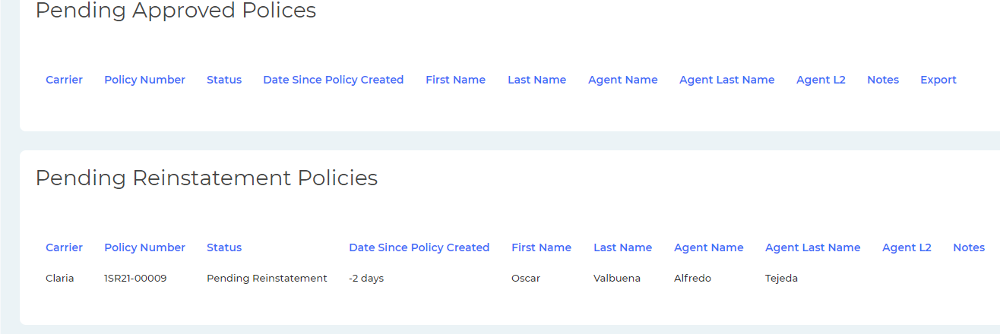 Pending Approved Polices
Carrier Policy Number Status Date Since Policy Created First Name Last Name Agent Name Agent Last Name Agent L2 Notes Export
Pending Reinstatement Policies
Carrier Policy Number Status Date Since Policy Created First Name Last Name Agent Name Agent Last Name Agent L2 Notes
Claria 1SR21-00009 Pending Reinstatement -2 days Oscar Valbuena Alfredo Tejeda